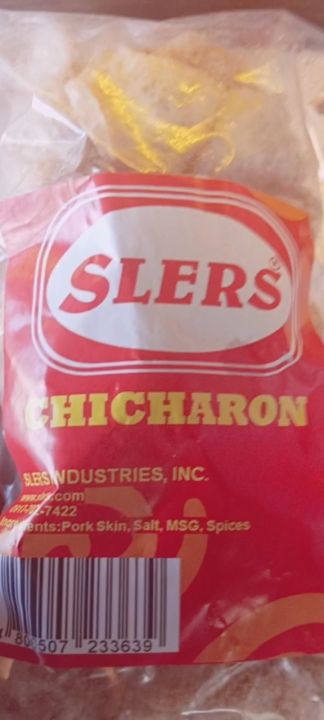 SLERS®
CHICHARON
SLERS INDUSTRIES, INC.
Ingredients:Pork Skin, Salt, MSG, Spices
507 233639